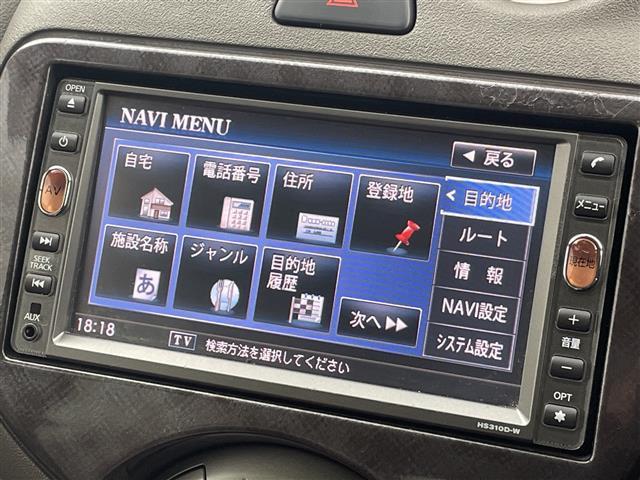 OPEN
NAVI MENU
戻る
自宅
電話番号
住所
登録地
目的地
AV
メニュー
ルート
施設名称
ジャンル
目的地
履歴
情報
現在地
SEEK
TRACK
あ
次へ
NAVI設定
AUX
18:18
TV
検索方法を選択してください
システム設定
+
音量
−
OPT
HS310D-W